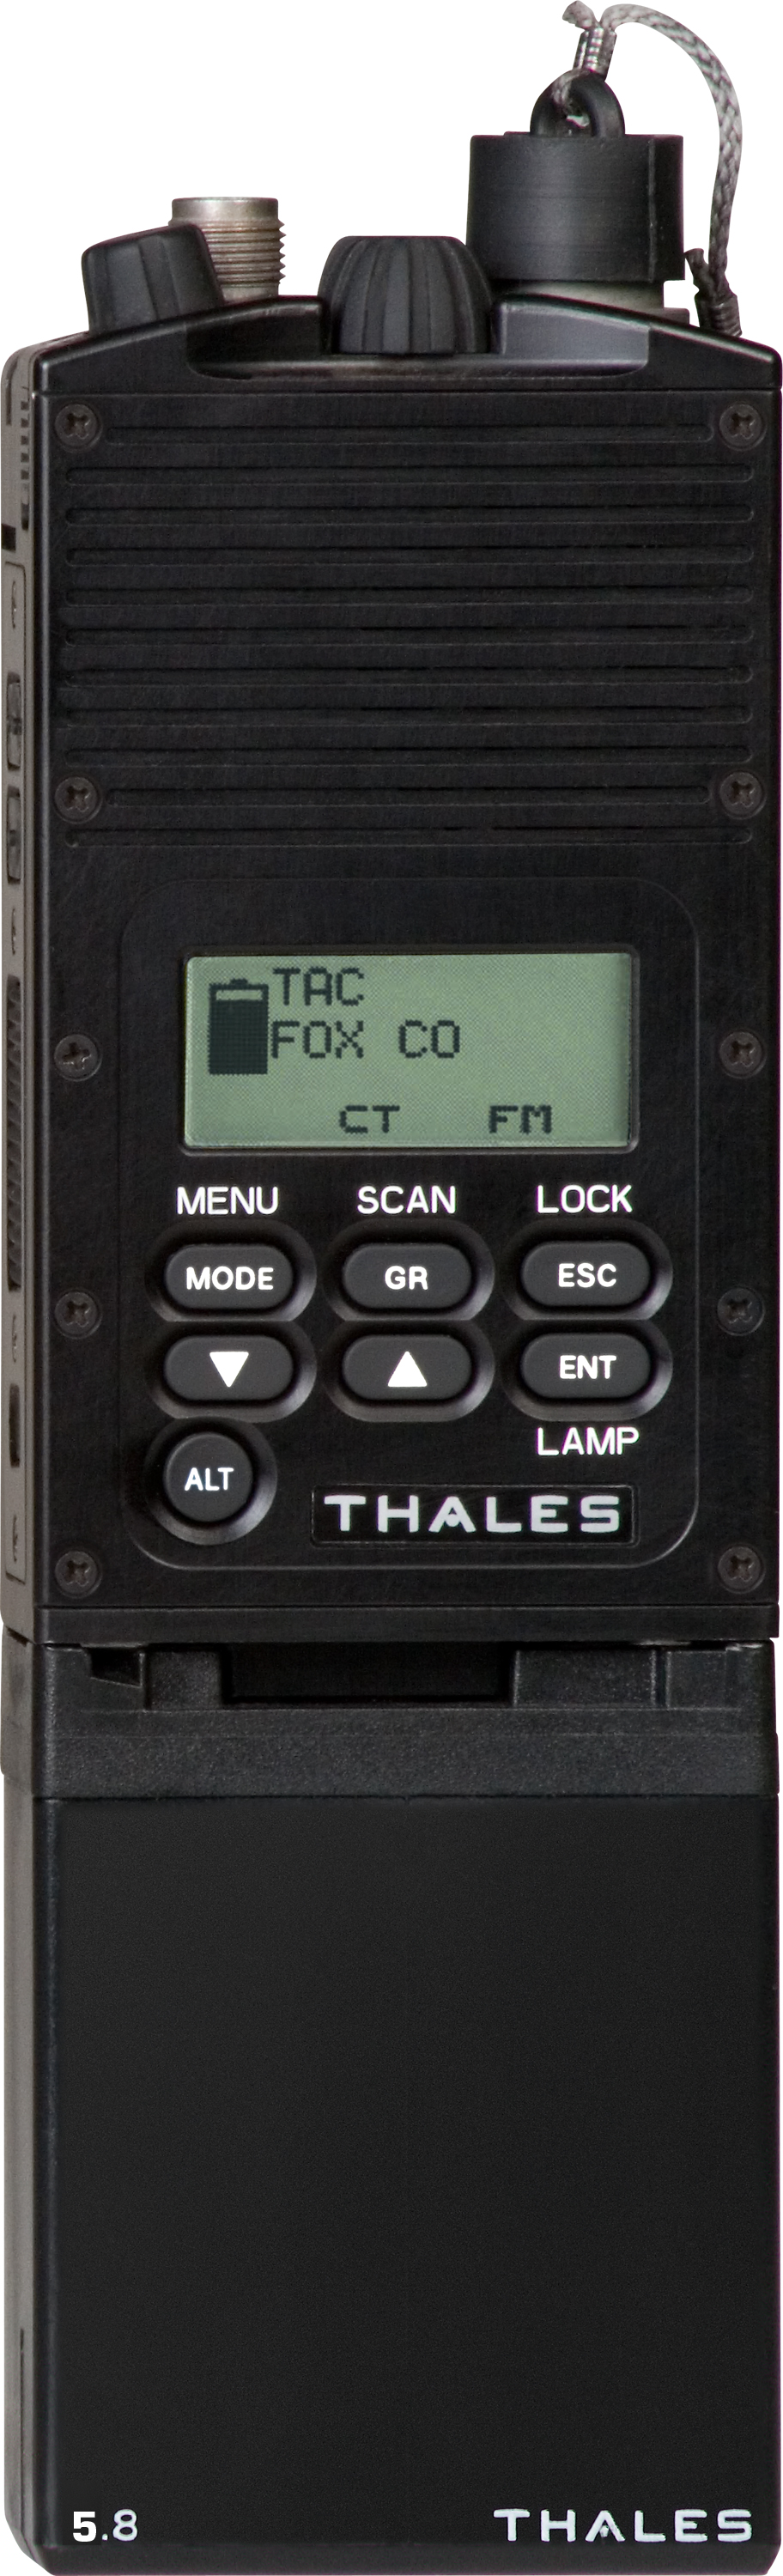 TAC
FOX CO
CT FM
MENU SCAN LOCK
MODE GR ESC
▼ ▲ ENT
LAMP
ALT
THALES
5.8 THALES